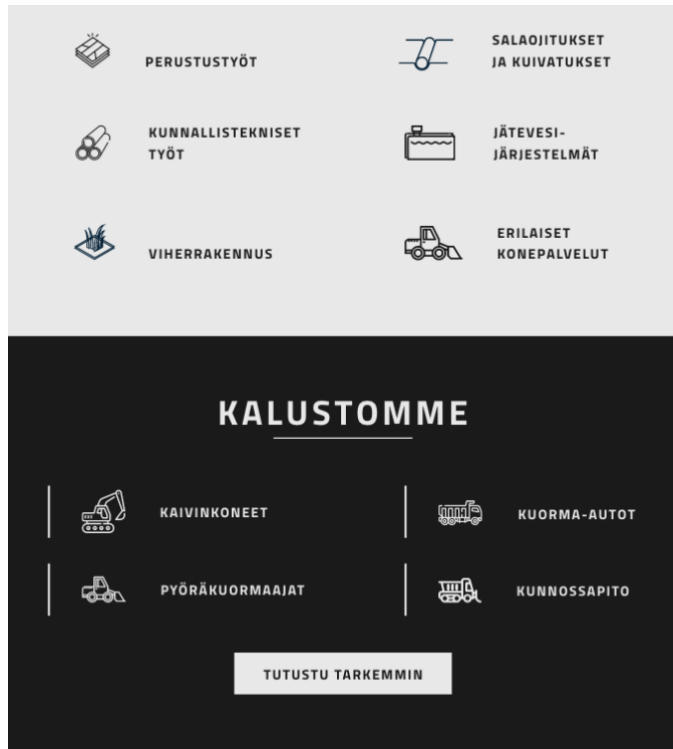 PERUSTUSTYÖT
SALAOJITUKSET
JA KUIVATUKSET
KUNNALLISTEKNISET
TYÖT
JÄTEVESI-
JÄRJESTELMÄT
VIHERRAKENNUS
ERILAISET
KONEPALVELUT
KALUSTOMME
KAIVINKONEET
KUORMA-AUTOT
PYÖRÄKUORMAAJAT
KUNNOSSAPITO
TUTUSTU TARKEMMIN